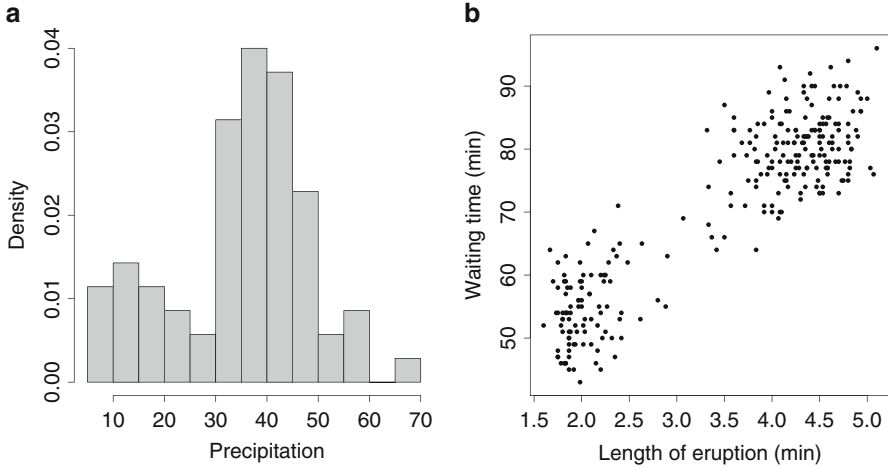 a
Density
0.00 0.01 0.02 0.03 0.04
10 20 30 40 50 60 70
Precipitation
b
Waiting time (min)
50 60 70 80 90
1.5 2.0 2.5 3.0 3.5 4.0 4.5 5.0
Length of eruption (min)